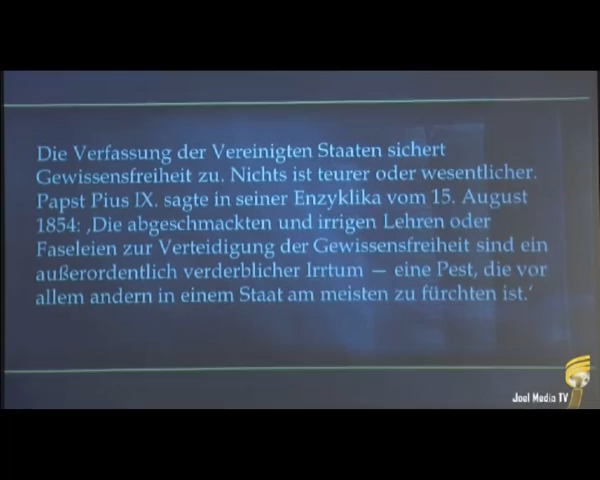 Die Verfassung der Vereinigten Staaten sichert
Gewissensfreiheit zu. Nichts ist teurer oder wesentlicher.
Papst Pius IX. sagte in seiner Enzyklika vom 15. August
1854: ‚Die abgeschmackten und irrigen Lehren oder
Faseleien zur Verteidigung der Gewissensfreiheit sind ein
außerordentlich verderblicher Irrtum — eine Pest, die vor
allem andern in einem Staat am meisten zu fürchten ist.‘
Joel Media TV